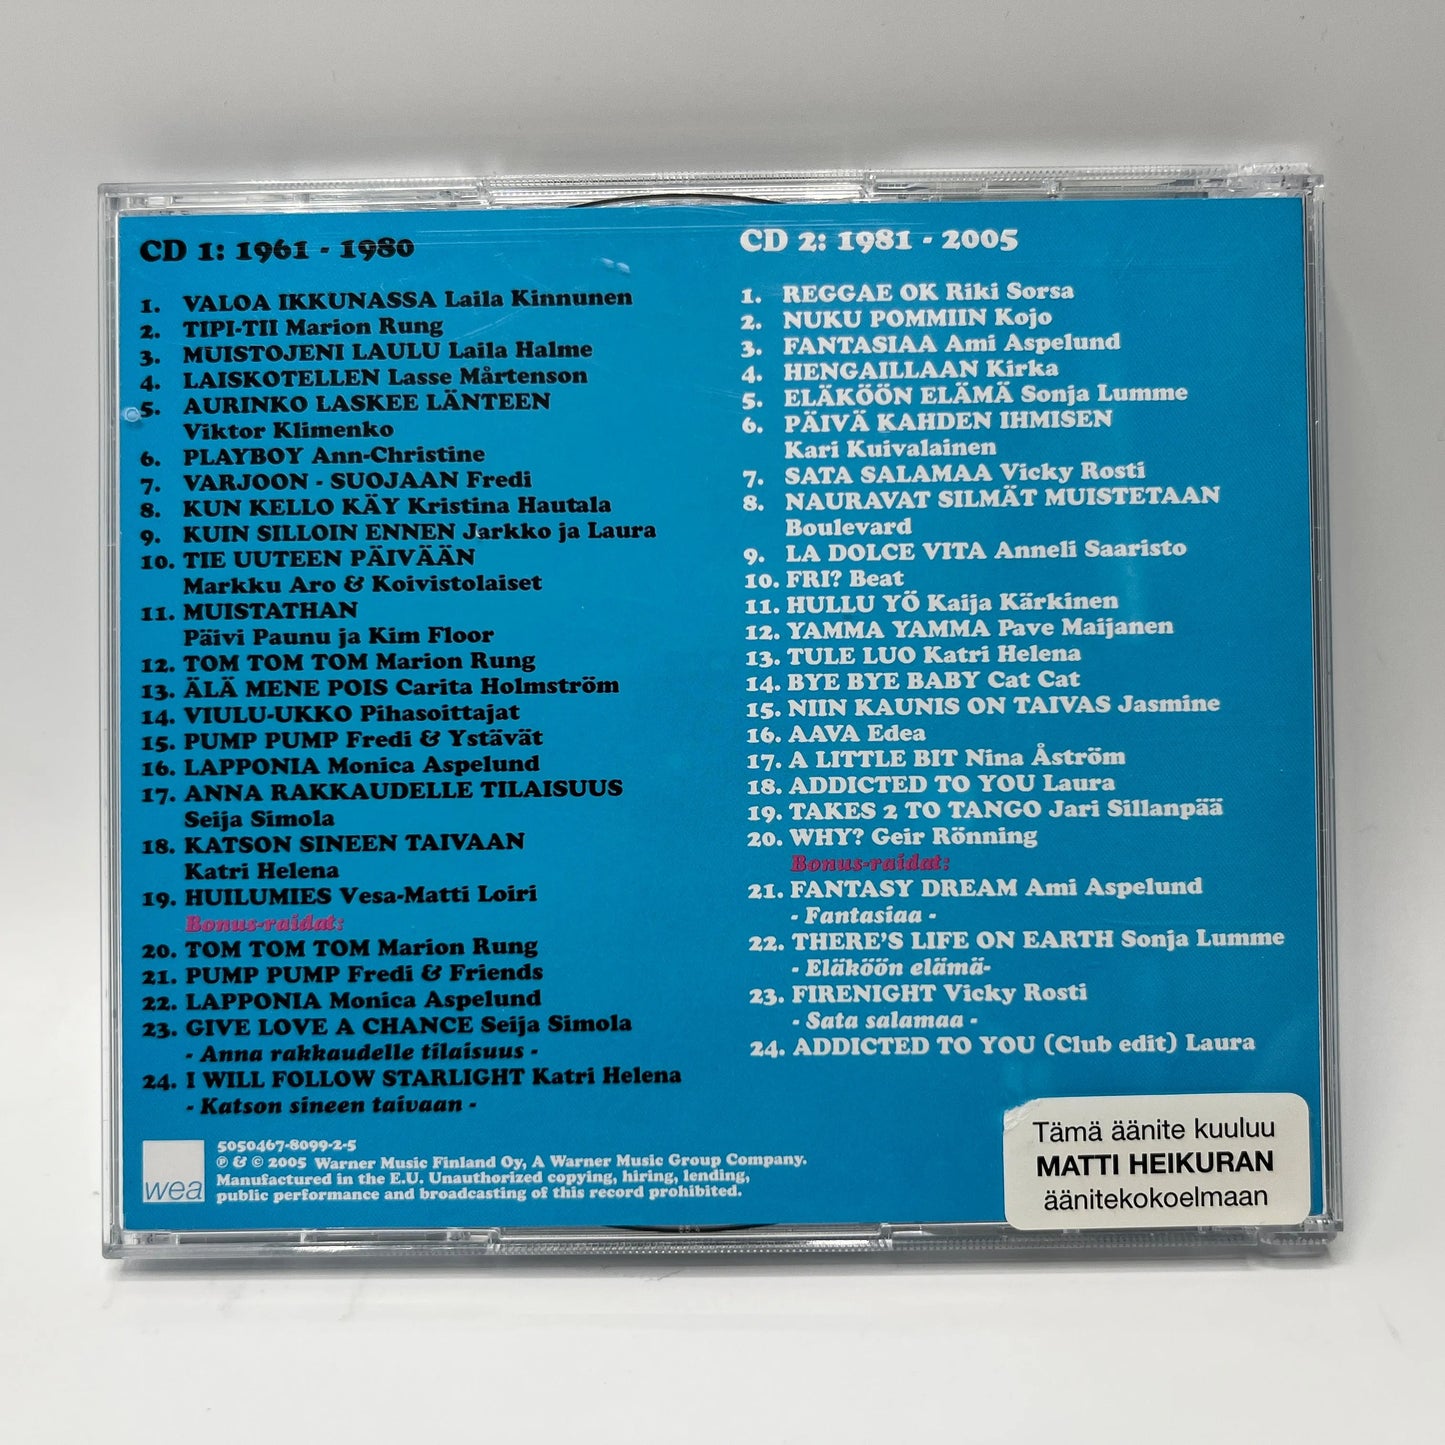 CD 1: 1961 - 1980
1. VALOA IKKUNASSA Laila Kinnunen
2. TIPI-TII Marion Rung
3. MUISTOJENI LAULU Laila Halme
4. LAISKOTELLEN Lasse Mårtenson
5. AURINKO LASKEE LÄNTEEN
Viktor Klimenko
6. PLAYBOY Ann-Christine
7. VARJOON - SUOJAAN Fredi
8. KUN KELLO KÄY Kristina Hautala
9. KUIN SILLOIN ENNEN Jarkko ja Laura
10. TIE UUTEEN PÄIVÄÄN
Markku Aro & Koivistolaiset
11. MUISTATHAN
Päivi Paunu ja Kim Floor
12. TOM TOM TOM Marion Rung
13. ÄLÄ MENE POIS Carita Holmström
14. VIULU-UKKO Pihasoittajat
15. PUMP PUMP Fredi & Ystävät
16. LAPPONIA Monica Aspelund
17. ANNA RAKKAUDELLE TILAISUUS
Seija Simola
18. KATSON SINEEN TAIVAAN
Katri Helena
19. HUILUMIES Vesa-Matti Loiri
Bonus-raidat:
20. TOM TOM TOM Marion Rung
21. PUMP PUMP Fredi & Friends
22. LAPPONIA Monica Aspelund
23. GIVE LOVE A CHANCE Seija Simola
- Anna rakkaudelle tilaisuus -
24. I WILL FOLLOW STARLIGHT Katri Helena
- Katson sineen taivaan -
CD 2: 1981 - 2005
1. REGGAE OK Riki Sorsa
2. NUKU POMMIIN Kojo
3. FANTASIAA Ami Aspelund
4. HENGAILLAAN Kirka
5. ELÄKÖÖN ELÄMÄ Sonja Lumme
6. PÄIVÄ KAHDEN IHMISEN
Kari Kuivalainen
7. SATA SALAMAA Vicky Rosti
8. NAURAVAT SILMÄT MUISTETAAN
Boulevard
9. LA DOLCE VITA Anneli Saaristo
10. FRI? Beat
11. HULLU YÖ Kaija Kärkinen
12. YAMMA YAMMA Pave Maijanen
13. TULE LUO Katri Helena
14. BYE BYE BABY Cat Cat
15. NIIN KAUNIS ON TAIVAS Jasmine
16. AAVA Edea
17. A LITTLE BIT Nina Åström
18. ADDICTED TO YOU Laura
19. TAKES 2 TO TANGO Jari Sillanpää
20. WHY? Geir Rönning
Bonus-raidat:
21. FANTASY DREAM Ami Aspelund
- Fantasiaa -
22. THERE'S LIFE ON EARTH Sonja Lumme
- Eläköön elämä-
23. FIRENIGHT Vicky Rosti
- Sata salamaa -
24. ADDICTED TO YOU (Club edit) Laura
wea
5050467-8099-2-5
℗ & © 2005 Warner Music Finland Oy, A Warner Music Group Company.
Manufactured in the E.U. Unauthorized copying, hiring, lending,
public performance and broadcasting of this record prohibited.
Tämä äänite kuuluu
MATTI HEIKURAN
äänitekokoelmaan